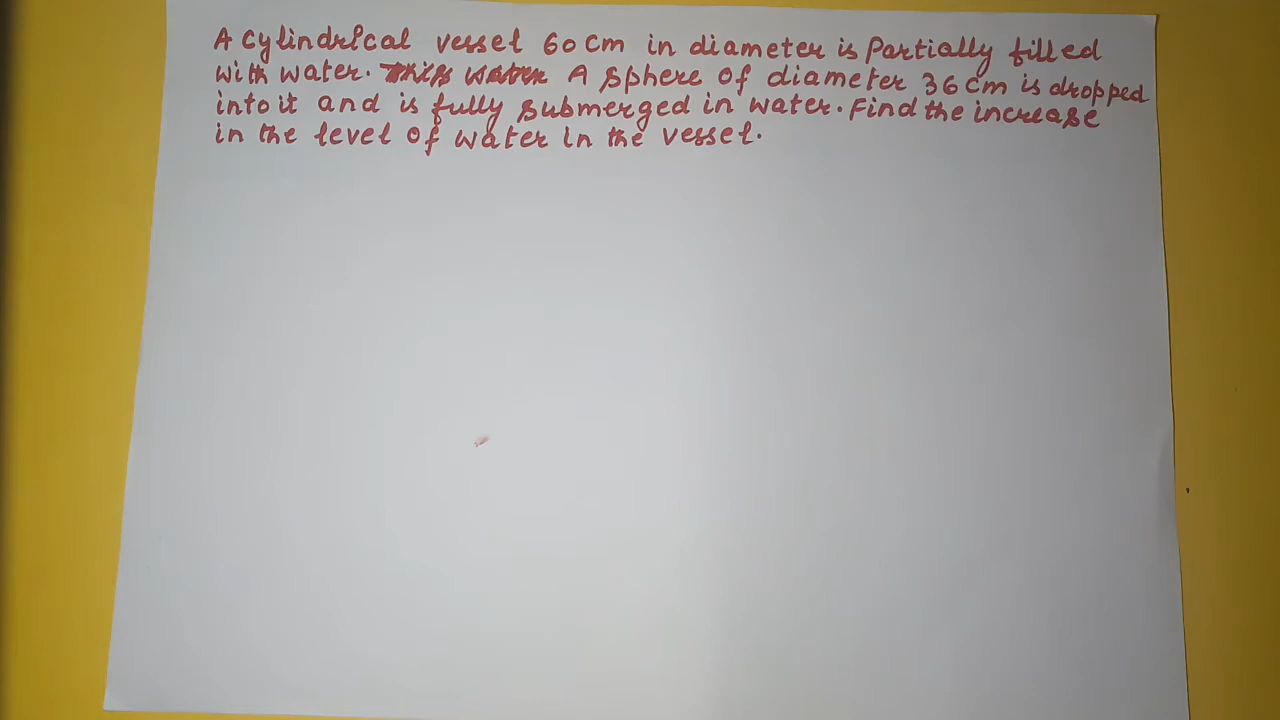 A cylindrical vessel 60 cm in diameter is partially filled
with water. A sphere of diameter 36 cm is dropped
into it and is fully submerged in water. Find the increase
in the level of water in the vessel.